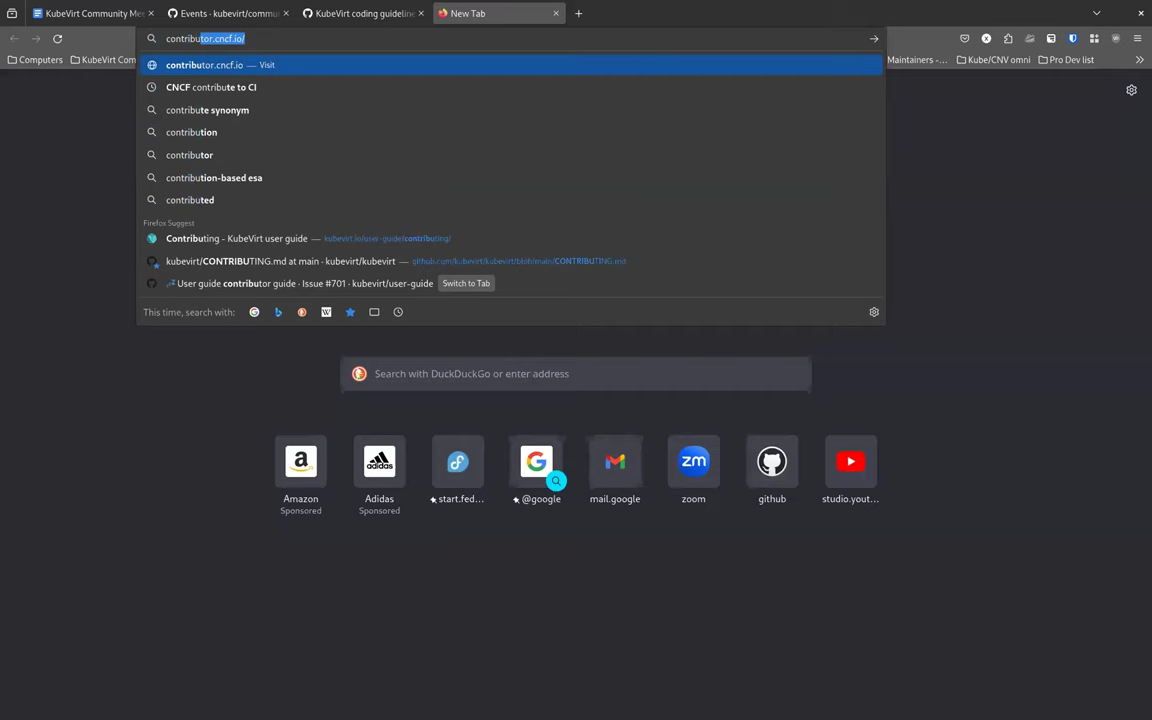 KubeVirt Community Me
Events · kubevirt/commu
KubeVirt coding guideline
New Tab
contributor.cncf.io/
Computers
KubeVirt Com
Maintainers -...
Kube/CNV omni
Pro Dev list
contributor.cncf.io — Visit
CNCF contribute to CI
contribute synonym
contribution
contributor
contribution-based esa
contributed
Firefox Suggest
Contributing - KubeVirt user guide — kubevirt.io/user-guide/contributing/
kubevirt/CONTRIBUTING.md at main · kubevirt/kubevirt — github.com/kubevirt/kubevirt/blob/main/CONTRIBUTING.md
User guide contributor guide · Issue #701 · kubevirt/user-guide Switch to Tab
This time, search with:
Search with DuckDuckGo or enter address
Amazon
Sponsored
Adidas
Sponsored
start.fed...
@google
mail.google
zoom
github
studio.yout...